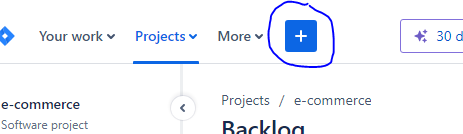 Your work Projects More + 30 d
e-commerce
Software project
Projects / e-commerce
Backlog